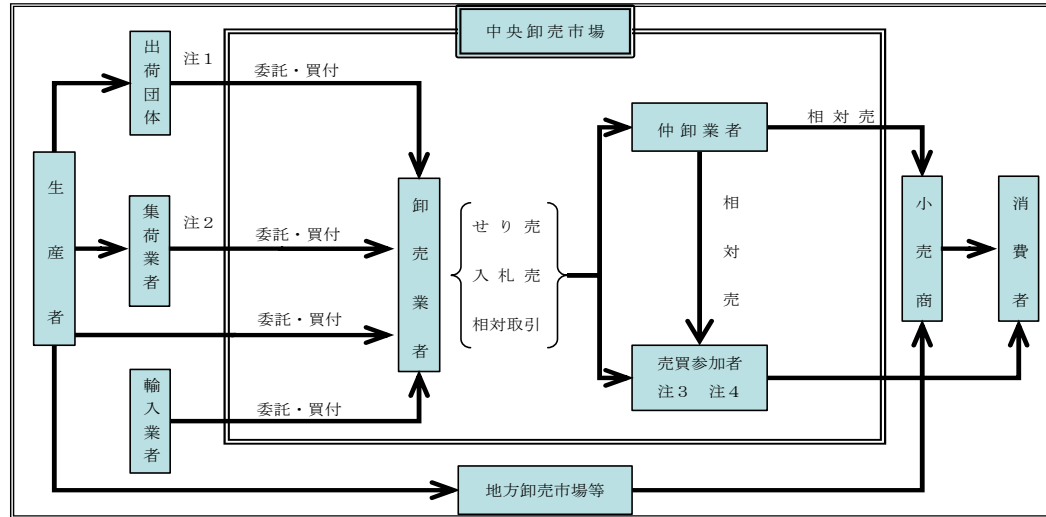 中央卸売市場
出荷団体
注１
委託・買付
仲卸業者
相対売
生産者
集荷業者
注２
委託・買付
卸売業者
せり売
入札売
相対取引
相対売
小売商
消費者
委託・買付
売買参加者
注３　注４
輸入業者
委託・買付
地方卸売市場等